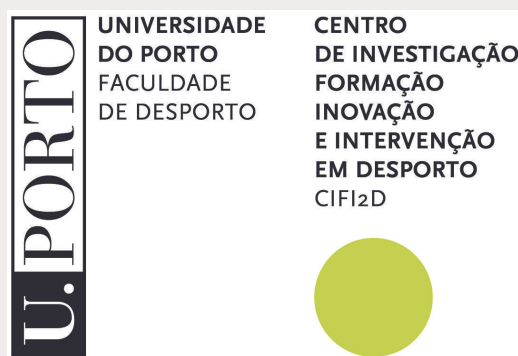 U. PORTO
UNIVERSIDADE
DO PORTO
FACULDADE
DE DESPORTO
CENTRO
DE INVESTIGAÇÃO
FORMAÇÃO
INOVAÇÃO
E INTERVENÇÃO
EM DESPORTO
CIFI2D